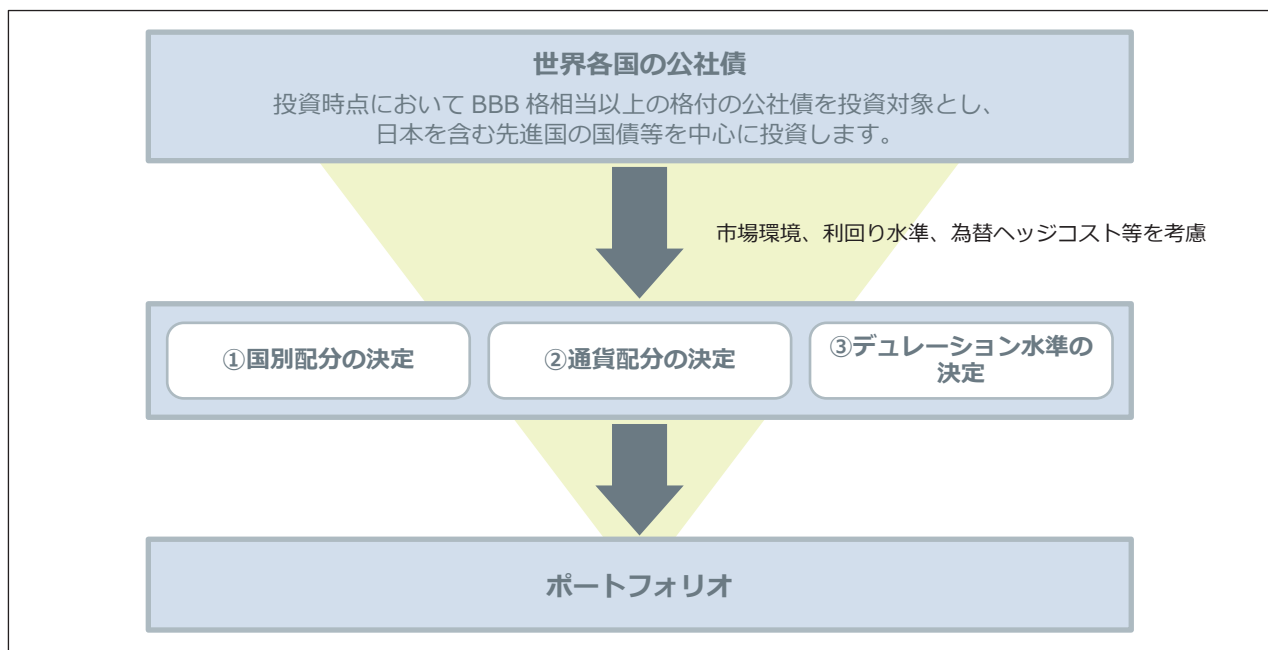 世界各国の公社債
投資時点において BBB 格相当以上の格付の公社債を投資対象とし、
日本を含む先進国の国債等を中心に投資します。
市場環境、利回り水準、為替ヘッジコスト等を考慮
①国別配分の決定
②通貨配分の決定
③デュレーション水準の
決定
ポートフォリオ